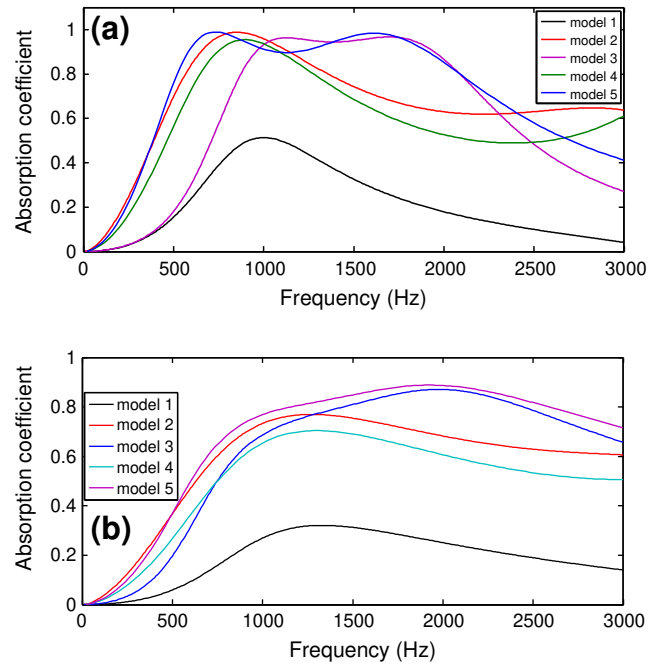 (a)
Absorption coefficient
1
0.8
0.6
0.4
0.2
0
model 1
model 2
model 3
model 4
model 5
0 500 1000 1500 2000 2500 3000
Frequency (Hz)
Absorption coefficient
1
0.8
0.6
0.4
0.2
0
model 1
model 2
model 3
model 4
model 5
(b)
0 500 1000 1500 2000 2500 3000
Frequency (Hz)